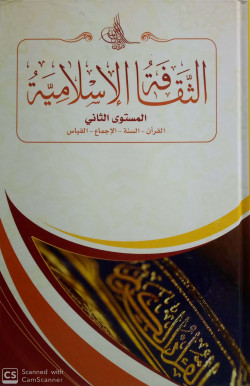 الثقافة الإسلامية
المستوى الثاني
القرآن - السنة - الإجماع - القياس
CS Scanned with
CamScanner